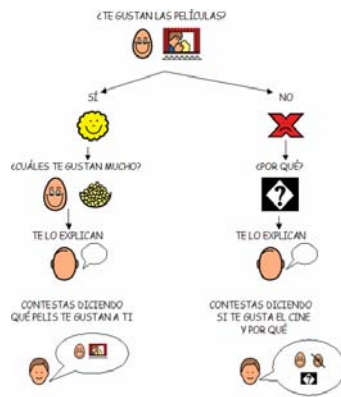 ¿TE GUSTAN LAS PELÍCULAS?
SÍ
NO
¿CUÁLES TE GUSTAN MUCHO?
¿POR QUÉ?
TE LO EXPLICAN
TE LO EXPLICAN
CONTESTAS DICIENDO
QUÉ PELIS TE GUSTAN A TI
CONTESTAS DICIENDO
SI TE GUSTA EL CINE
Y POR QUÉ